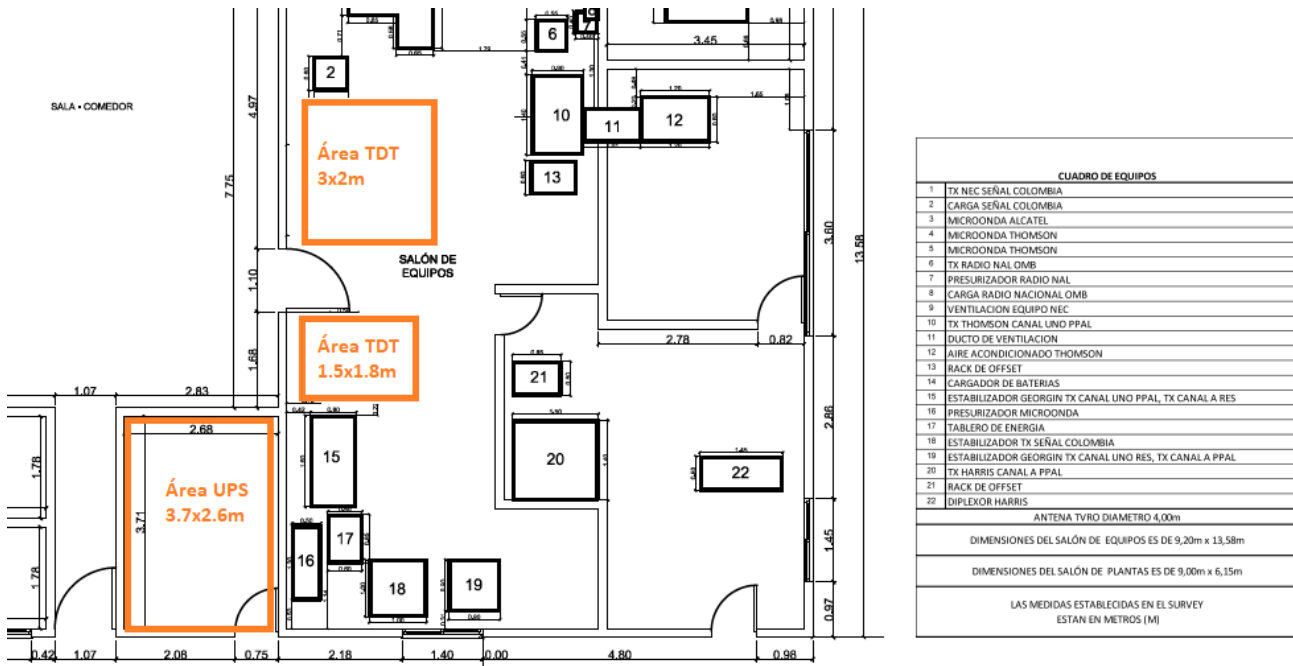 3.45
6
7
1.79
2
SALA - COMEDOR
4.97
10
11
12
Área TDT
3x2m
13
7.75
SALÓN DE
EQUIPOS
3.60
13.58
1.10
Área TDT
1.5x1.8m
1.68
2.78
0.82
21
1.07
2.83
2.68
2.86
15
20
22
1.78
Área UPS
3.7x2.6m
3.71
17
16
1.45
1.78
18
19
0.97
0.42
1.07
2.08
0.75
2.18
1.40
0.00
4.80
0.98
CUADRO DE EQUIPOS
1 TX NEC SEÑAL COLOMBIA
2 CARGA SEÑAL COLOMBIA
3 MICROONDA ALCATEL
4 MICROONDA THOMSON
5 MICROONDA THOMSON
6 TX RADIO NAL OMB
7 PRESURIZADOR RADIO NAL
8 CARGA RADIO NACIONAL OMB
9 VENTILACION EQUIPO NEC
10 TX THOMSON CANAL UNO PPAL
11 DUCTO DE VENTILACION
12 AIRE ACONDICIONADO THOMSON
13 RACK DE OFFSET
14 CARGADOR DE BATERIAS
15 ESTABILIZADOR GEORGIN TX CANAL UNO PPAL, TX CANAL A RES
16 PRESURIZADOR MICROONDA
17 TABLERO DE ENERGIA
18 ESTABILIZADOR TX SEÑAL COLOMBIA
19 ESTABILIZADOR GEORGIN TX CANAL UNO RES, TX CANAL A PPAL
20 TX HARRIS CANAL A PPAL
21 RACK DE OFFSET
22 DIPLEXOR HARRIS
ANTENA TVRO DIAMETRO 4,00m
DIMENSIONES DEL SALÓN DE EQUIPOS ES DE 9,20m x 13,58m
DIMENSIONES DEL SALÓN DE PLANTAS ES DE 9,00m x 6,15m
LAS MEDIDAS ESTABLECIDAS EN EL SURVEY
ESTAN EN METROS (M)